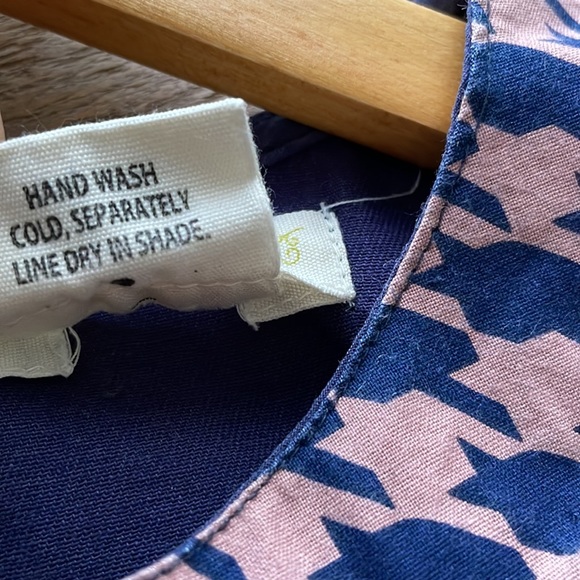 HAND WASH
COLD, SEPARATELY
LINE DRY IN SHADE.